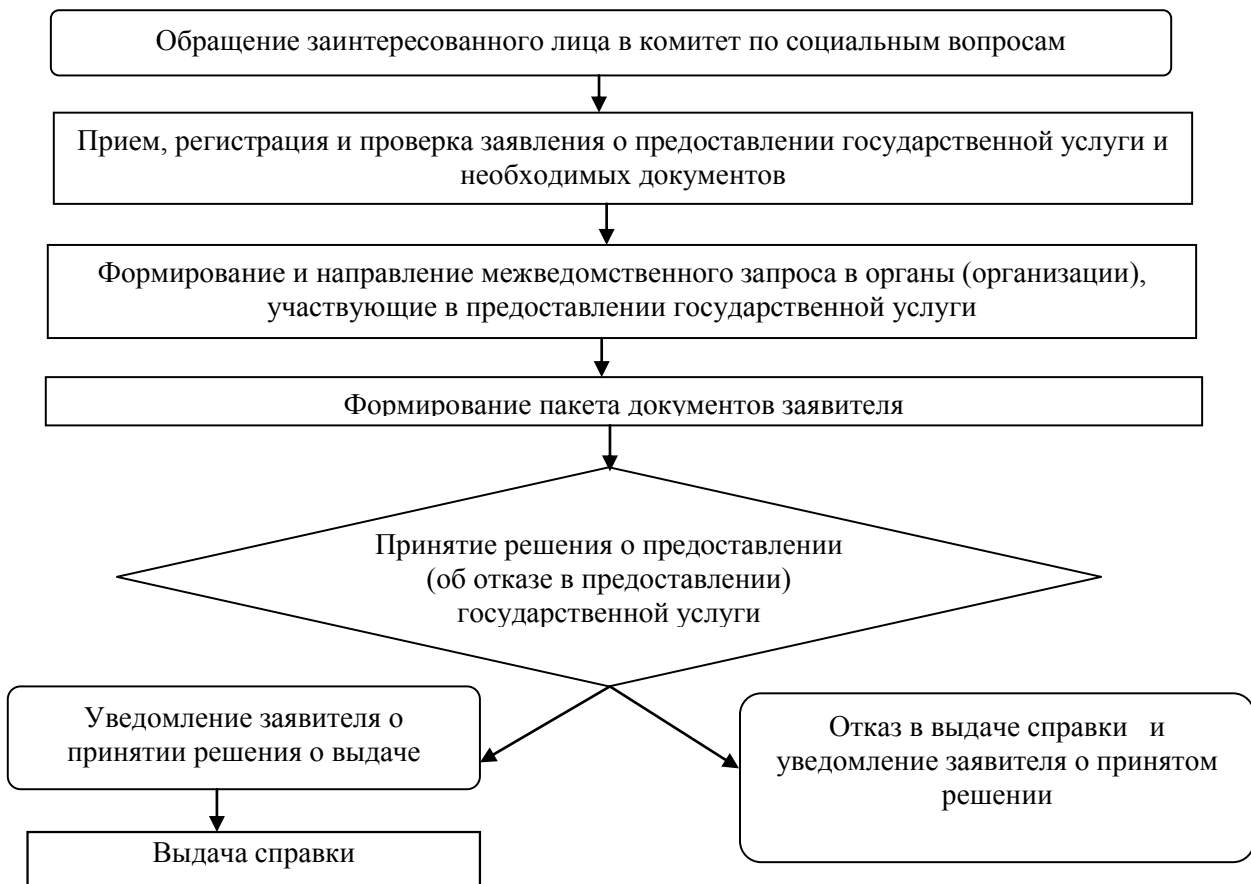 Обращение заинтересованного лица в комитет по социальным вопросам
Прием, регистрация и проверка заявления о предоставлении государственной услуги и
необходимых документов
Формирование и направление межведомственного запроса в органы (организации),
участвующие в предоставлении государственной услуги
Формирование пакета документов заявителя
Принятие решения о предоставлении
(об отказе в предоставлении)
государственной услуги
Уведомление заявителя о
принятии решения о выдаче
Отказ в выдаче справки и
уведомление заявителя о принятом
решении
Выдача справки